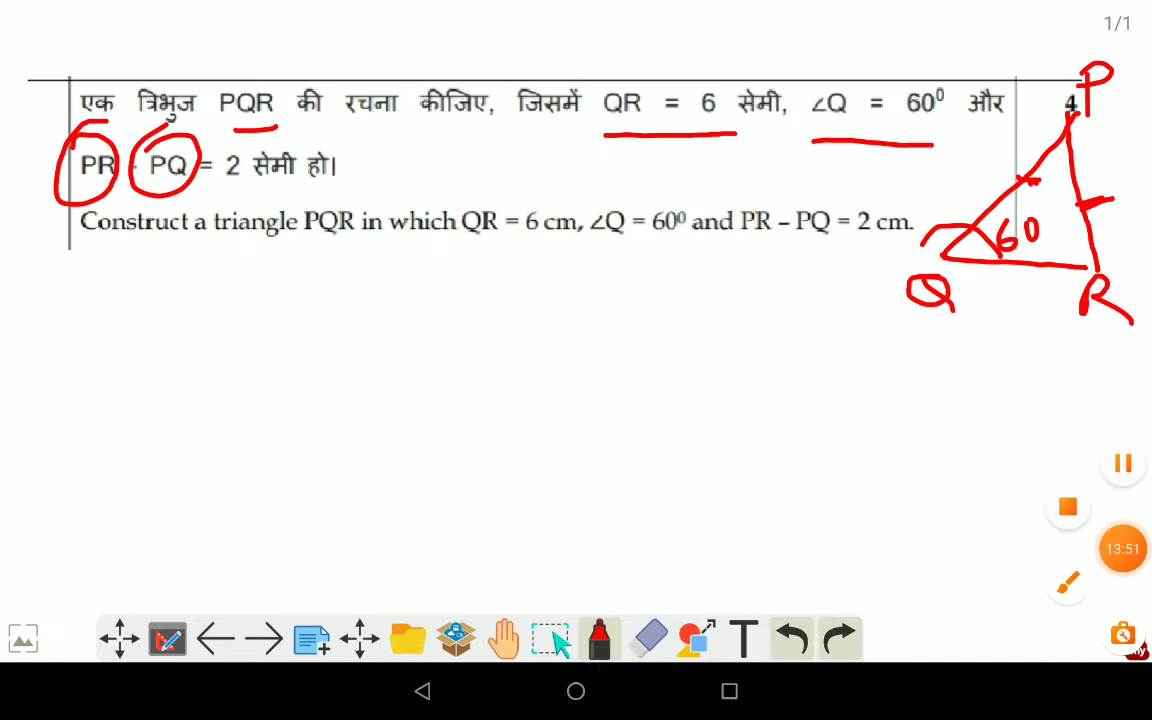 1/1
एक त्रिभुज PQR की रचना कीजिए, जिसमें QR = 6 सेमी, ∠Q = 60⁰ और 4
PR - PQ = 2 सेमी हो।
Construct a triangle PQR in which QR = 6 cm, ∠Q = 60⁰ and PR – PQ = 2 cm.
P
60
Q R
13:51
T